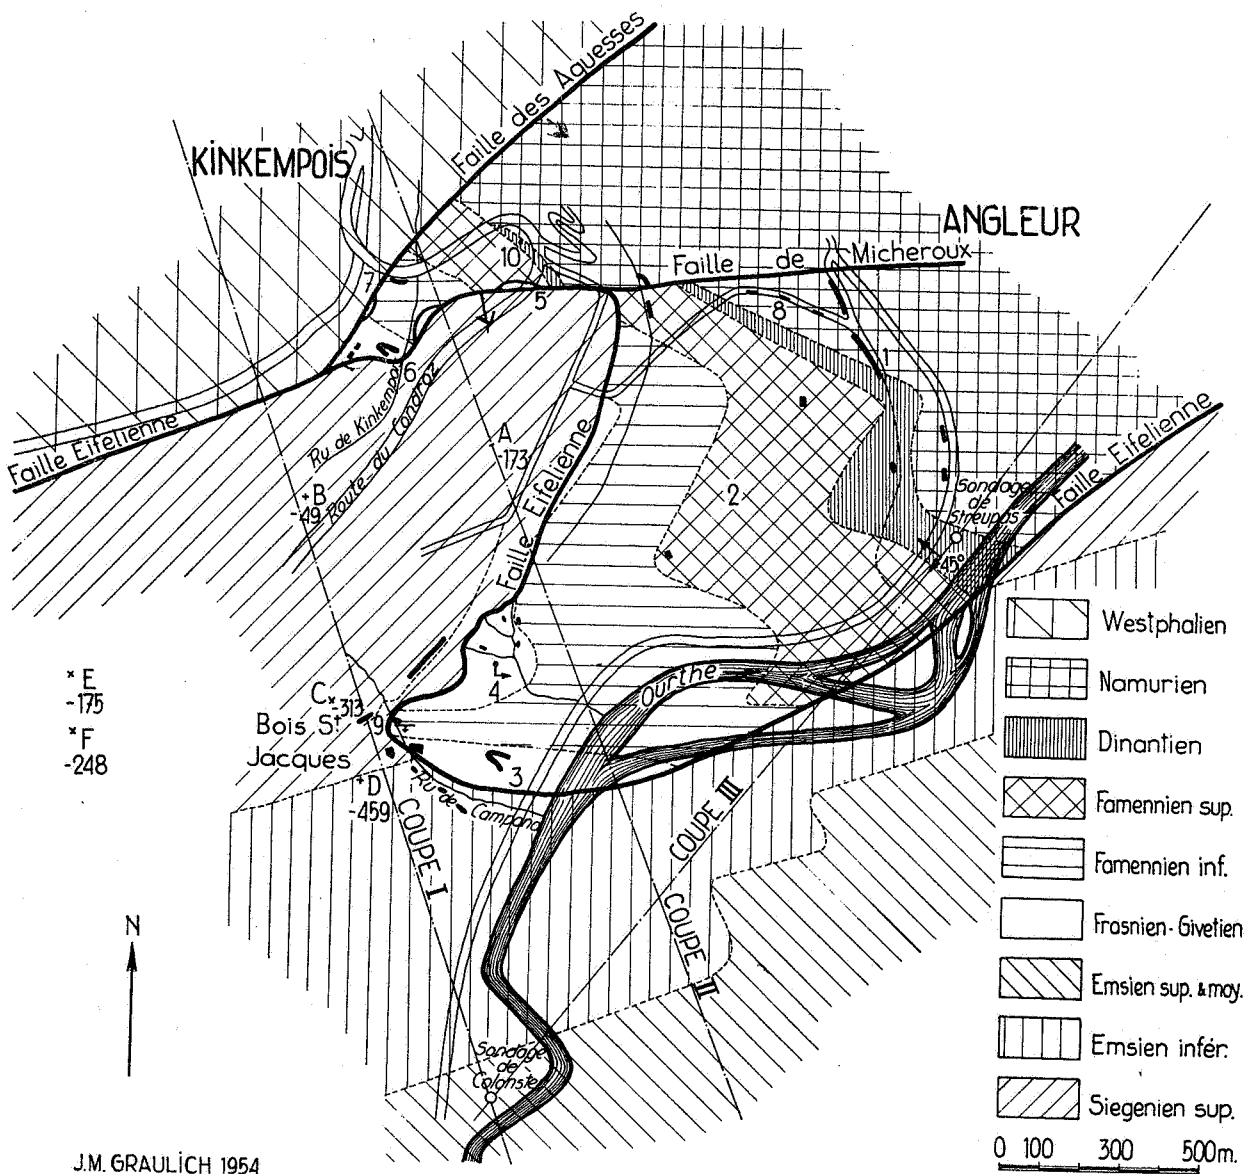 KINKEMPOIS
Faille des Aguesses
ANGLEUR
Faille de Micheroux
10
7
5
8
1
6
Ru de Kinkempois
Route du Condroz
Faille Eifelienne
A
-173
+B
-49
Faille Eifelienne
2
Sondage
de
Streupas
45°
Faille Eifelienne
x E
-175
x F
-248
C x -313
9
Bois St
Jacques
4
3
Ourthe
+D
-459
Ru de Campana
COUPE I
COUPE III
COUPE II
Sondage
de
Colonster
N
Westphalien
Namurien
Dinantien
Famennien sup.
Famennien inf.
Frasnien-Givetien
Emsien sup. & moy.
Emsien infér.
Siegenien sup.
0 100 300 500m.
J.M. GRAULICH 1954